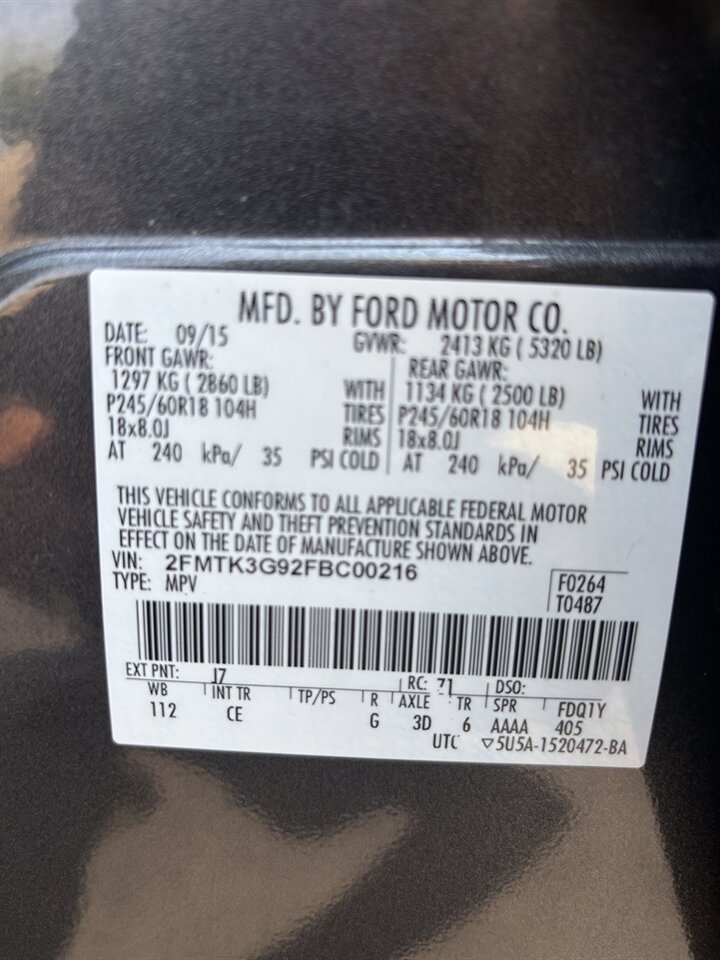 MFD. BY FORD MOTOR CO.
DATE: 09/15 GVWR: 2413 KG ( 5320 LB)
FRONT GAWR: REAR GAWR:
1297 KG ( 2860 LB) WITH 1134 KG ( 2500 LB) WITH
P245/60R18 104H TIRES P245/60R18 104H TIRES
18x8.0J RIMS 18x8.0J RIMS
AT 240 kPa/ 35 PSI COLD AT 240 kPa/ 35 PSI COLD
THIS VEHICLE CONFORMS TO ALL APPLICABLE FEDERAL MOTOR
VEHICLE SAFETY AND THEFT PREVENTION STANDARDS IN
EFFECT ON THE DATE OF MANUFACTURE SHOWN ABOVE.
VIN: 2FMTK3G92FBC00216
TYPE: MPV
F0264
T0487
EXT PNT: J7 RC: 71 DSO:
WB INT TR TP/PS R AXLE TR SPR FDQ1Y
112 CE G 3D 6 AAAA 405
UTC ▽5U5A-1520472-BA